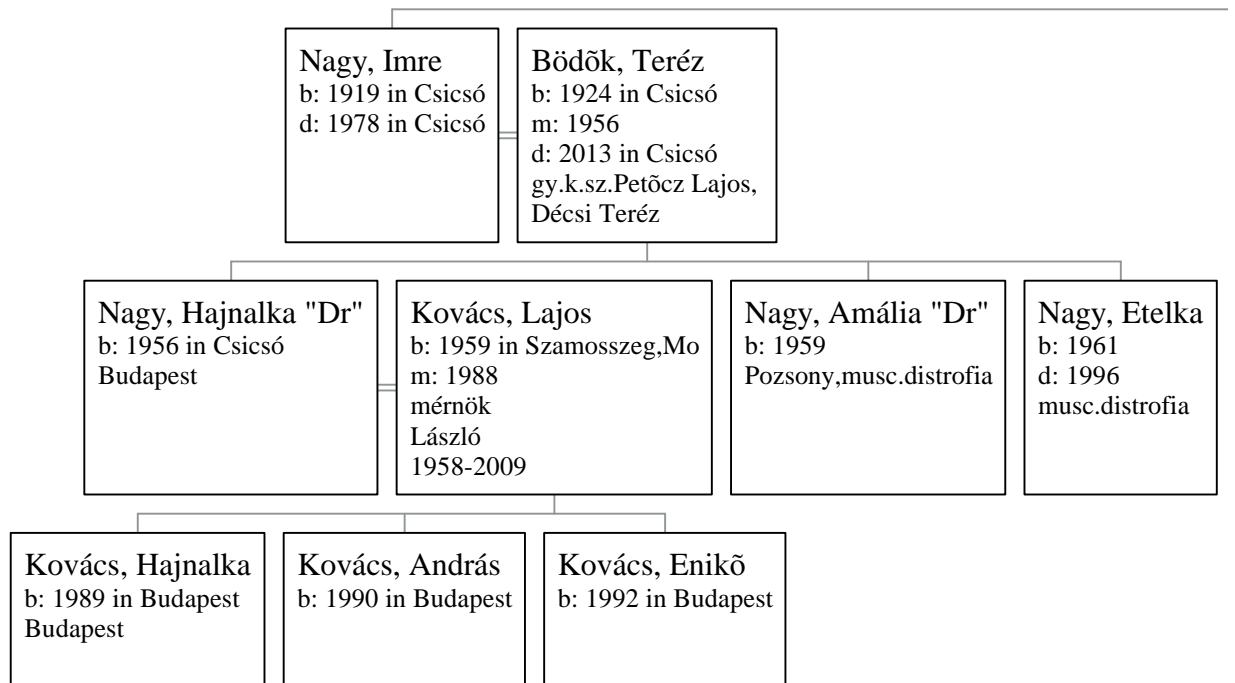 Nagy, Imre
b: 1919 in Csicsó
d: 1978 in Csicsó
Bödõk, Teréz
b: 1924 in Csicsó
m: 1956
d: 2013 in Csicsó
gy.k.sz.Petõcz Lajos,
Décsi Teréz
Nagy, Hajnalka "Dr"
b: 1956 in Csicsó
Budapest
Kovács, Lajos
b: 1959 in Szamosszeg,Mo
m: 1988
mérnök
László
1958-2009
Nagy, Amália "Dr"
b: 1959
Pozsony,musc.distrofia
Nagy, Etelka
b: 1961
d: 1996
musc.distrofia
Kovács, Hajnalka
b: 1989 in Budapest
Budapest
Kovács, András
b: 1990 in Budapest
Kovács, Enikõ
b: 1992 in Budapest